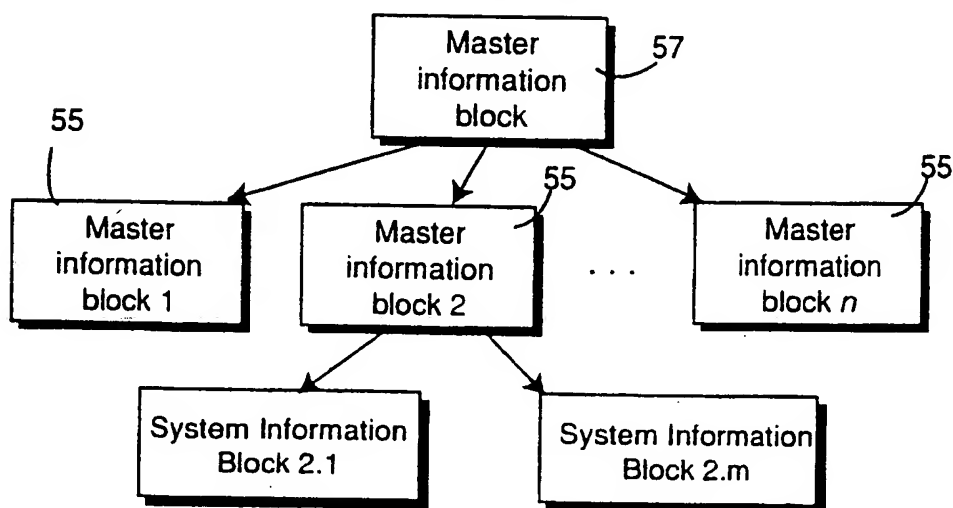 Master
information
block
57
55
Master
information
block 1
55
Master
information
block 2
. . .
55
Master
information
block n
System Information
Block 2.1
System Information
Block 2.m